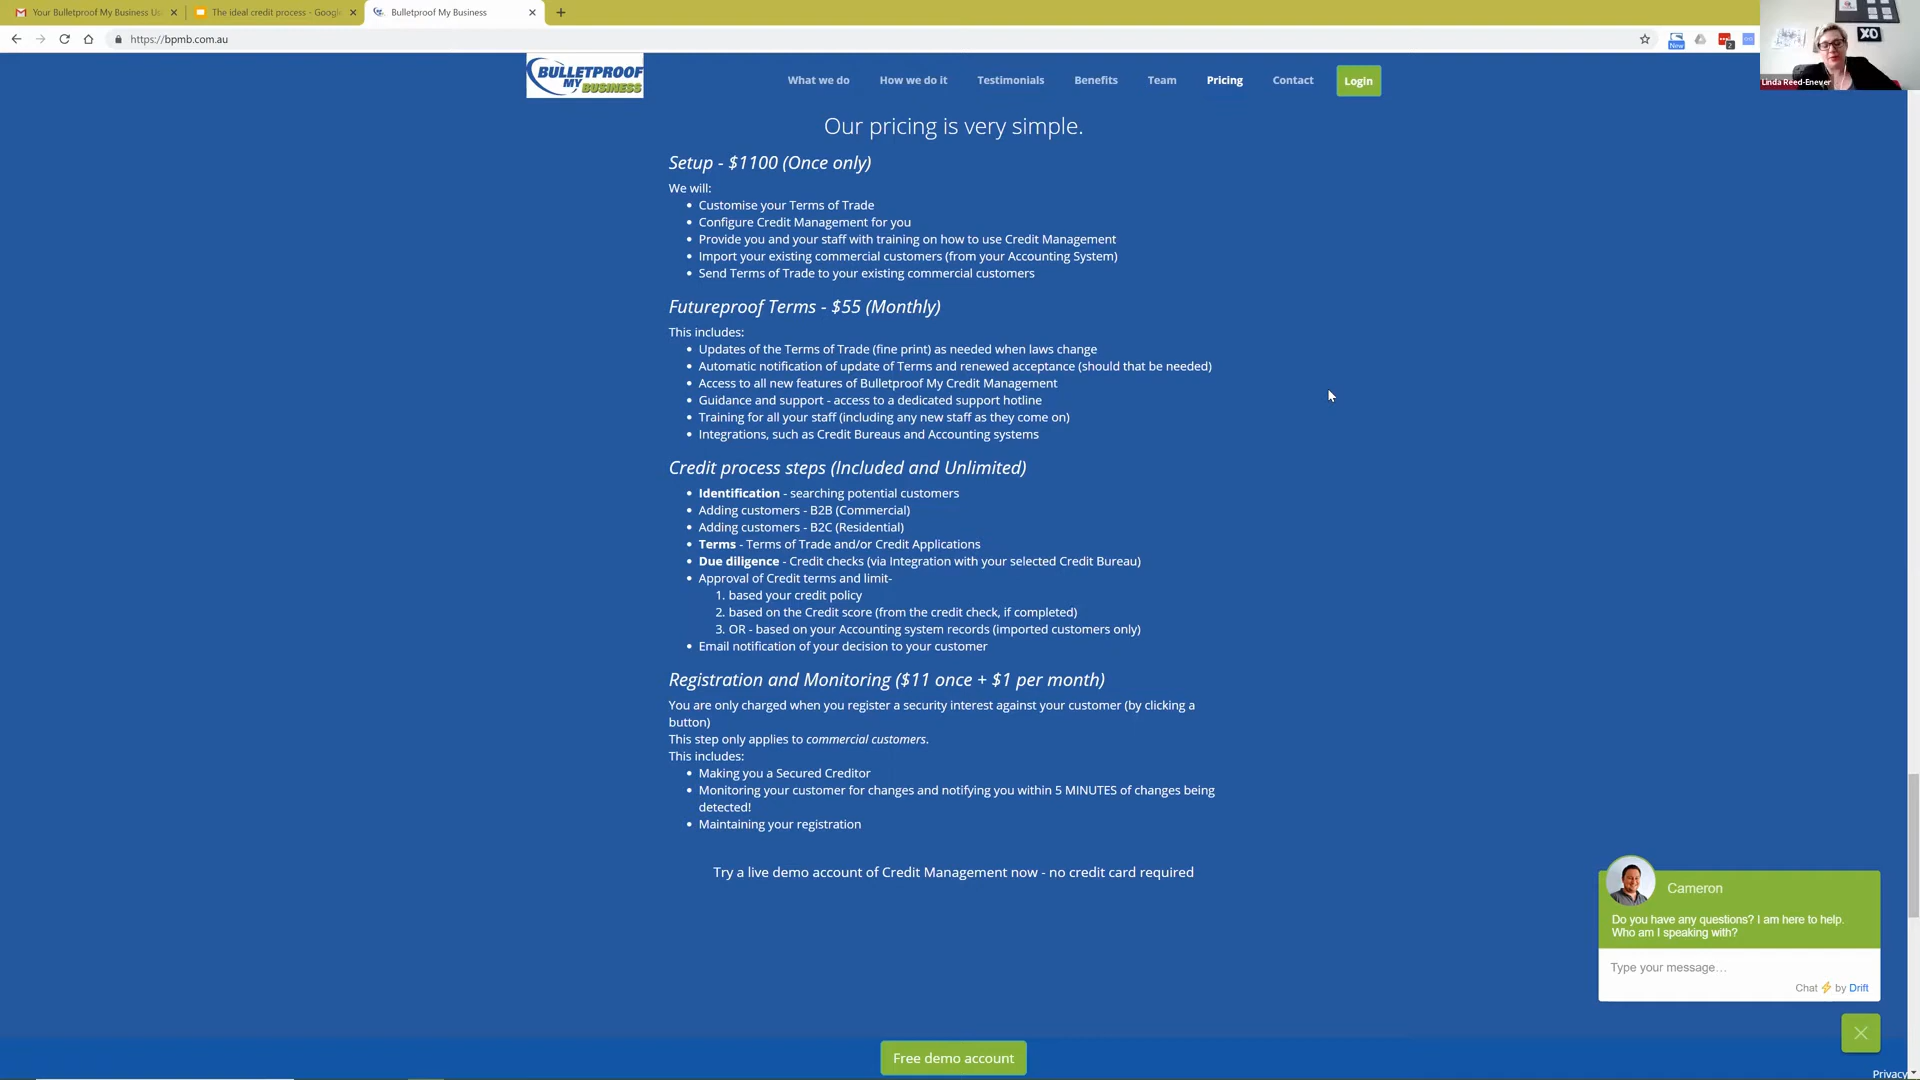 Your Bulletproof My Business Us
The ideal credit process - Google
Bulletproof My Business
https://bpmb.com.au
New
2
XO
Linda Reed-Enever
BULLETPROOF
MY
BUSINESS
What we do
How we do it
Testimonials
Benefits
Team
Pricing
Contact
Login
Our pricing is very simple.
Setup - $1100 (Once only)
We will:
Customise your Terms of Trade
Configure Credit Management for you
Provide you and your staff with training on how to use Credit Management
Import your existing commercial customers (from your Accounting System)
Send Terms of Trade to your existing commercial customers
Futureproof Terms - $55 (Monthly)
This includes:
Updates of the Terms of Trade (fine print) as needed when laws change
Automatic notification of update of Terms and renewed acceptance (should that be needed)
Access to all new features of Bulletproof My Credit Management
Guidance and support - access to a dedicated support hotline
Training for all your staff (including any new staff as they come on)
Integrations, such as Credit Bureaus and Accounting systems
Credit process steps (Included and Unlimited)
Identification - searching potential customers
Adding customers - B2B (Commercial)
Adding customers - B2C (Residential)
Terms - Terms of Trade and/or Credit Applications
Due diligence - Credit checks (via Integration with your selected Credit Bureau)
Approval of Credit terms and limit-
1. based your credit policy
2. based on the Credit score (from the credit check, if completed)
3. OR - based on your Accounting system records (imported customers only)
Email notification of your decision to your customer
Registration and Monitoring ($11 once + $1 per month)
You are only charged when you register a security interest against your customer (by clicking a
button)
This step only applies to commercial customers.
This includes:
Making you a Secured Creditor
Monitoring your customer for changes and notifying you within 5 MINUTES of changes being
detected!
Maintaining your registration
Try a live demo account of Credit Management now - no credit card required
Cameron
Do you have any questions? I am here to help.
Who am I speaking with?
Type your message…
Chat ⚡ by Drift
Free demo account
Privacy